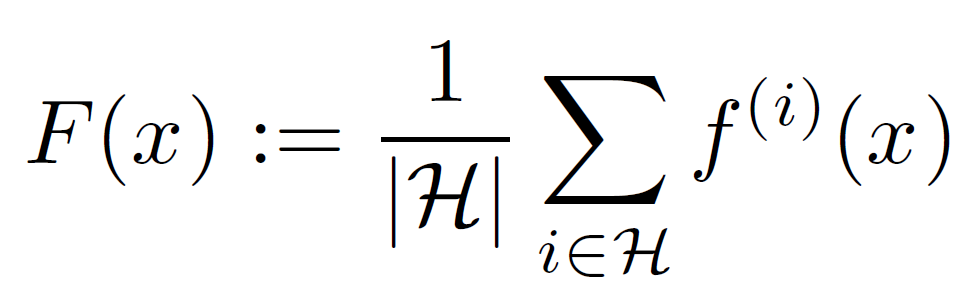 F(x) := \frac{1}{|\mathcal{H}|} \sum_{i \in \mathcal{H}} f^{(i)}(x)